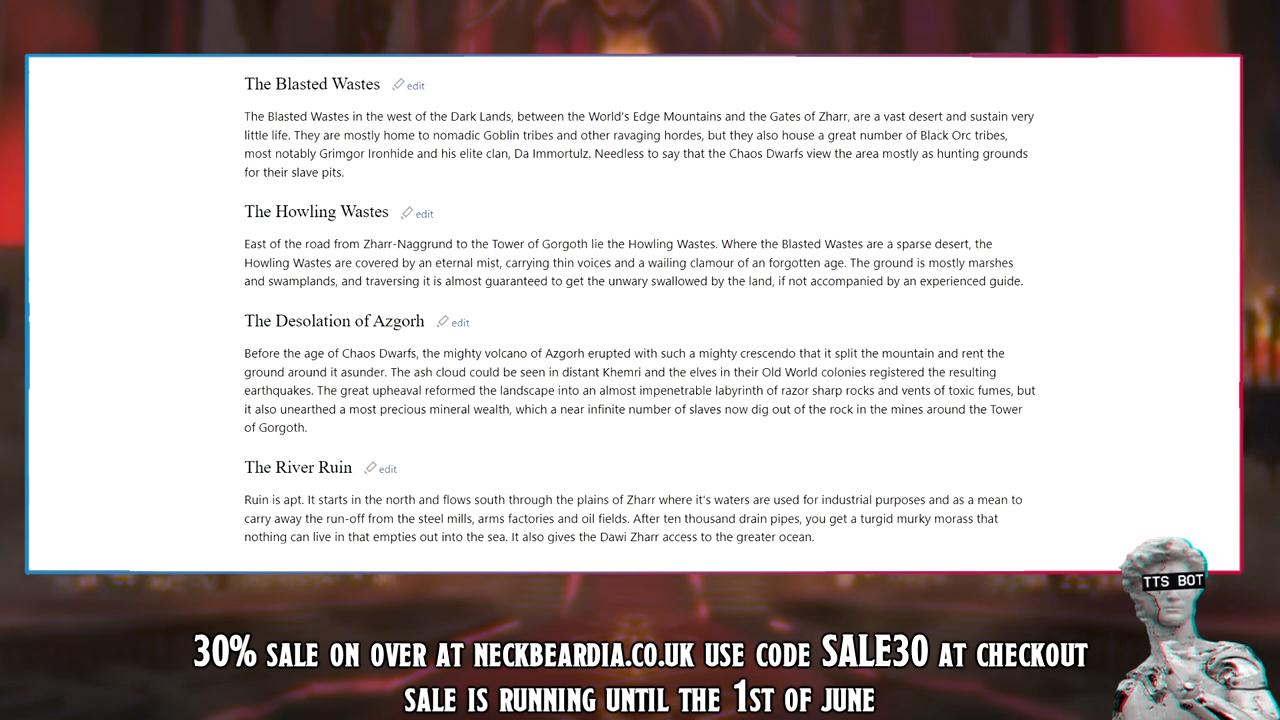 The Blasted Wastes edit
The Blasted Wastes in the west of the Dark Lands, between the World's Edge Mountains and the Gates of Zharr, are a vast desert and sustain very
little life. They are mostly home to nomadic Goblin tribes and other ravaging hordes, but they also house a great number of Black Orc tribes,
most notably Grimgor Ironhide and his elite clan, Da Immortulz. Needless to say that the Chaos Dwarfs view the area mostly as hunting grounds
for their slave pits.
The Howling Wastes edit
East of the road from Zharr-Naggrund to the Tower of Gorgoth lie the Howling Wastes. Where the Blasted Wastes are a sparse desert, the
Howling Wastes are covered by an eternal mist, carrying thin voices and a wailing clamour of an forgotten age. The ground is mostly marshes
and swamplands, and traversing it is almost guaranteed to get the unwary swallowed by the land, if not accompanied by an experienced guide.
The Desolation of Azgorh edit
Before the age of Chaos Dwarfs, the mighty volcano of Azgorh erupted with such a mighty crescendo that it split the mountain and rent the
ground around it asunder. The ash cloud could be seen in distant Khemri and the elves in their Old World colonies registered the resulting
earthquakes. The great upheaval reformed the landscape into an almost impenetrable labyrinth of razor sharp rocks and vents of toxic fumes, but
it also unearthed a most precious mineral wealth, which a near infinite number of slaves now dig out of the rock in the mines around the Tower
of Gorgoth.
The River Ruin edit
Ruin is apt. It starts in the north and flows south through the plains of Zharr where it's waters are used for industrial purposes and as a mean to
carry away the run-off from the steel mills, arms factories and oil fields. After ten thousand drain pipes, you get a turgid murky morass that
nothing can live in that empties out into the sea. It also gives the Dawi Zharr access to the greater ocean.
TTS BOT
30% SALE ON OVER AT NECKBEARDIA.CO.UK USE CODE SALE30 AT CHECKOUT
SALE IS RUNNING UNTIL THE 1ST OF JUNE